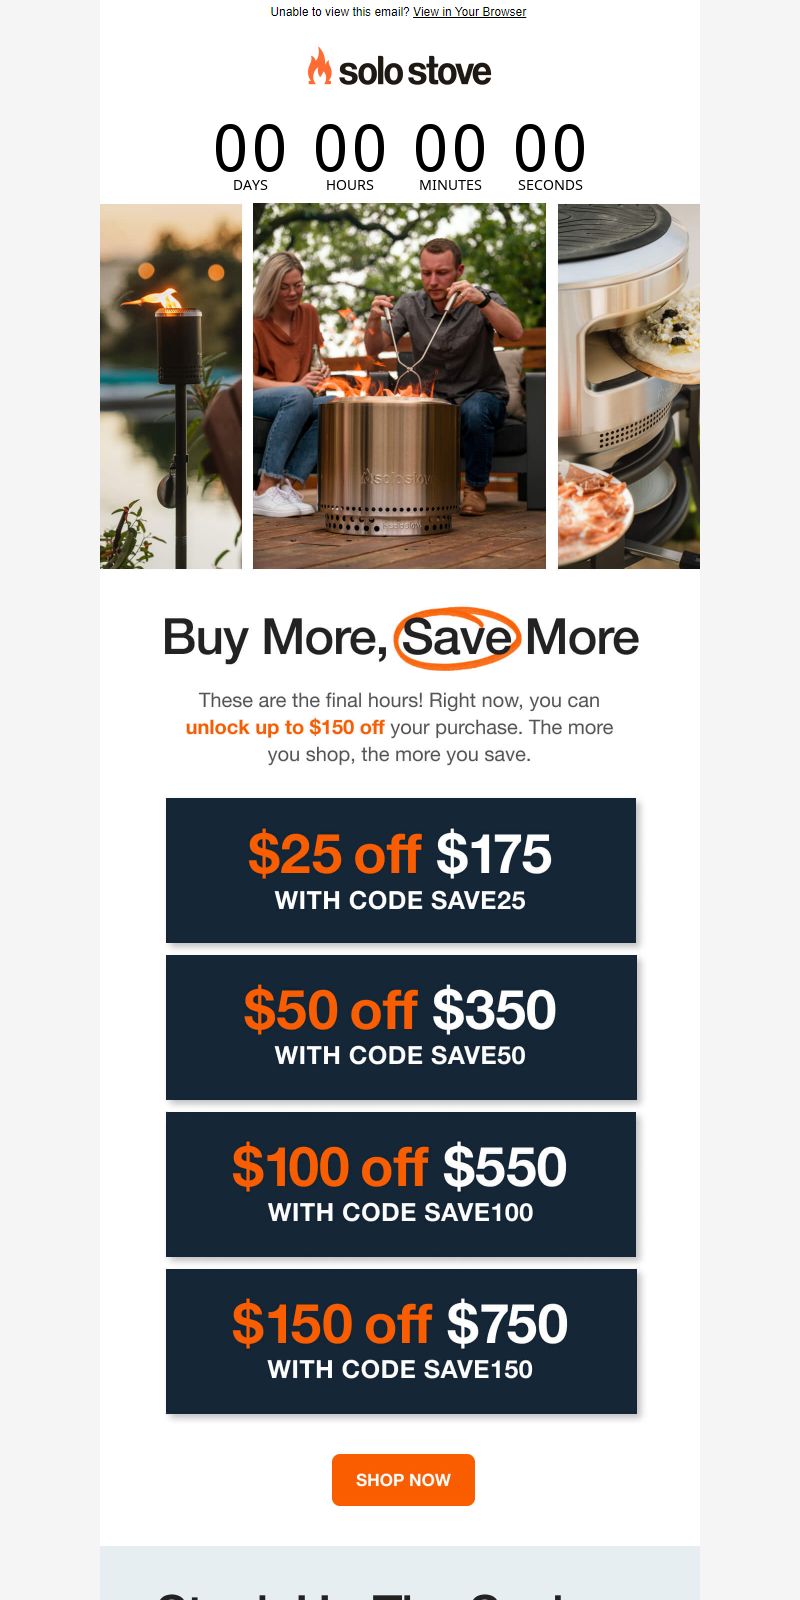 Unable to view this email? View in Your Browser
solo stove
00 00 00 00
DAYS HOURS MINUTES SECONDS
solo stove
Buy More, Save More
These are the final hours! Right now, you can
unlock up to $150 off your purchase. The more
you shop, the more you save.
$25 off $175
WITH CODE SAVE25
$50 off $350
WITH CODE SAVE50
$100 off $550
WITH CODE SAVE100
$150 off $750
WITH CODE SAVE150
SHOP NOW